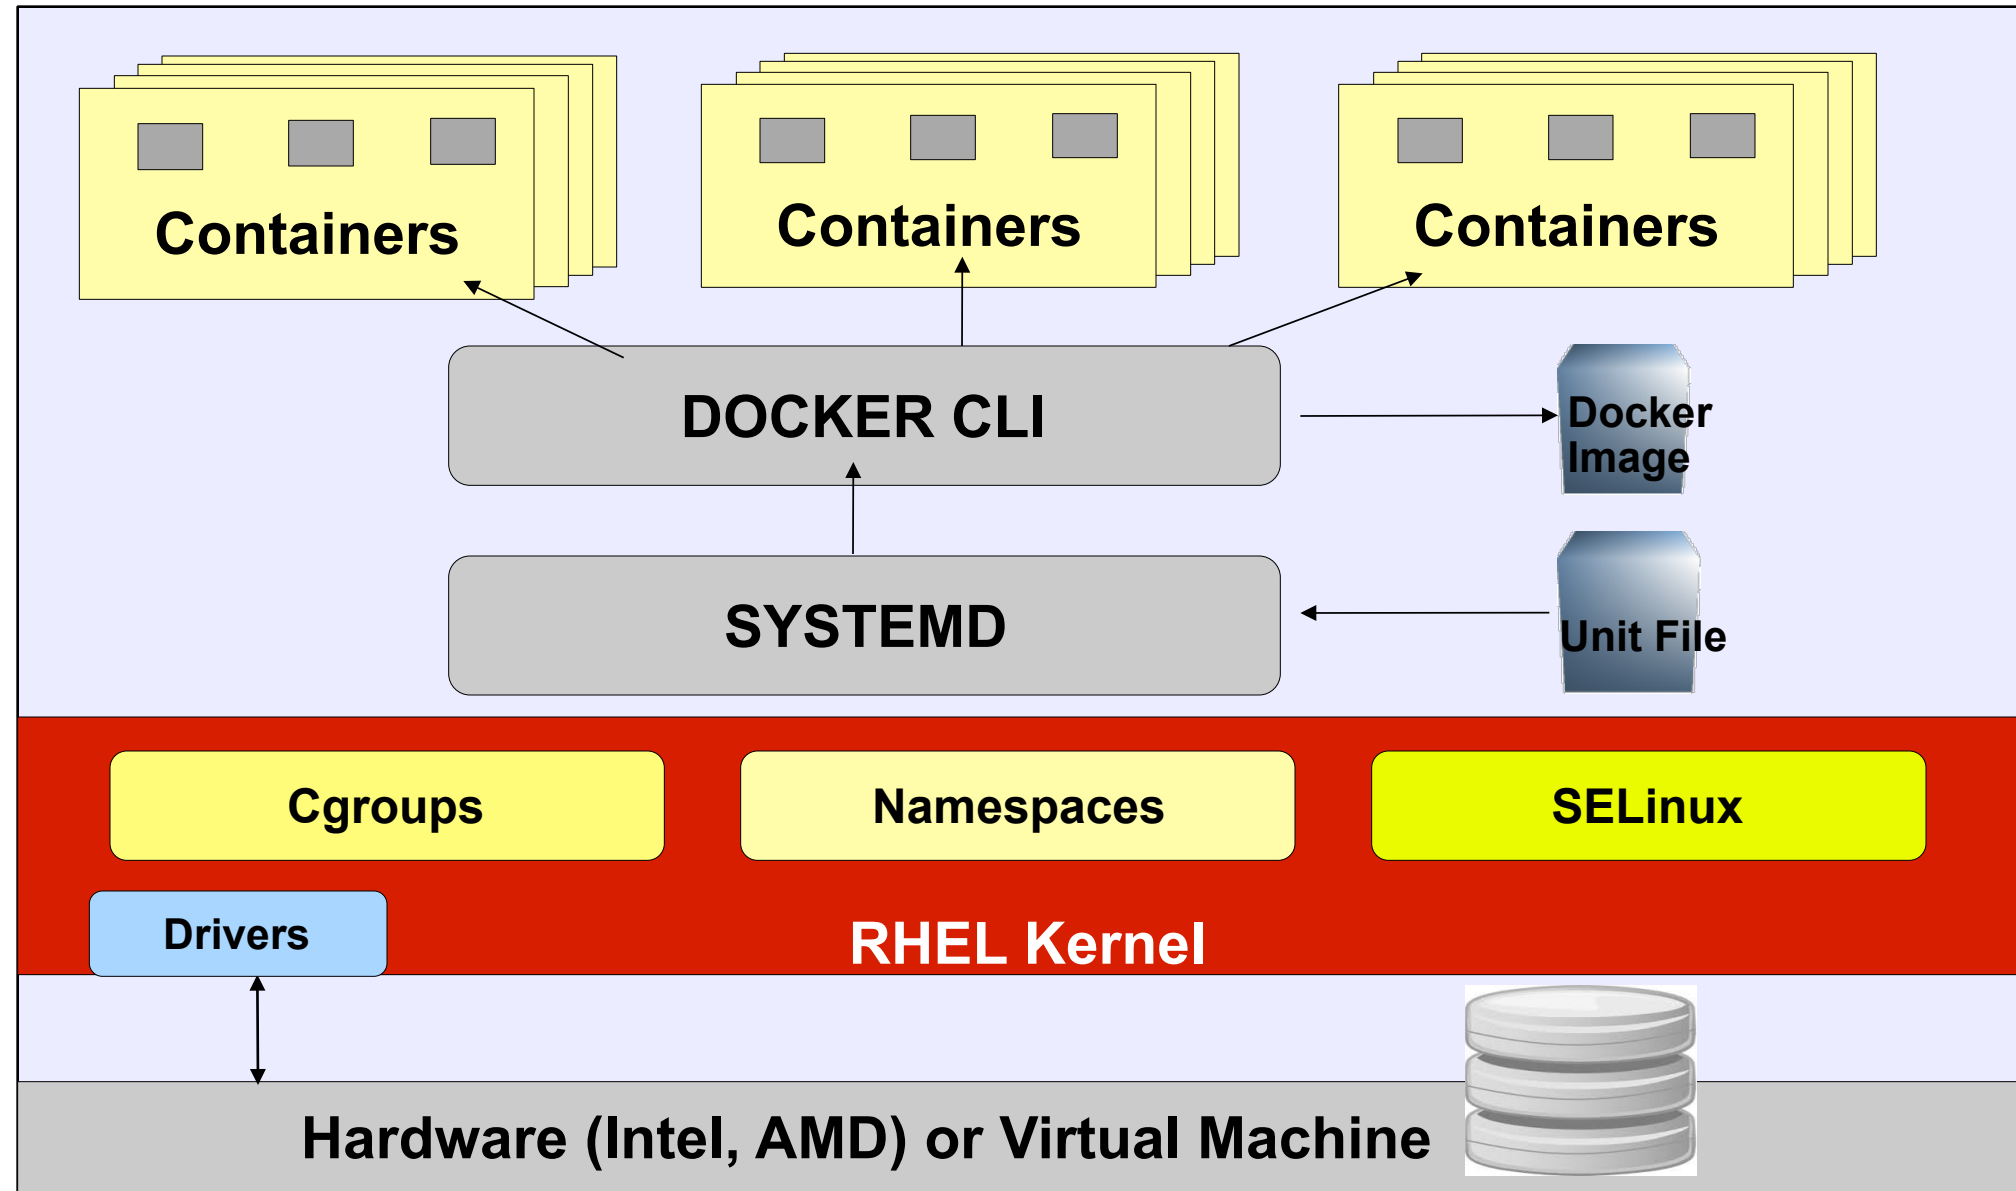 Containers
Containers
Containers
DOCKER CLI
Docker
Image
SYSTEMD
Unit File
Cgroups
Namespaces
SELinux
Drivers
RHEL Kernel
Hardware (Intel, AMD) or Virtual Machine